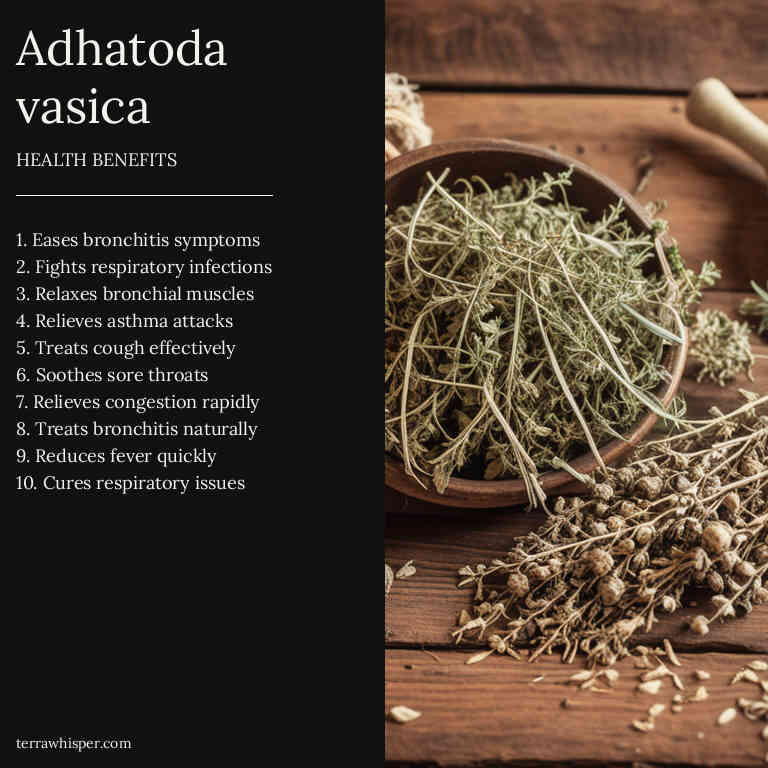 Adhatoda
vasica
HEALTH BENEFITS
1. Eases bronchitis symptoms
2. Fights respiratory infections
3. Relaxes bronchial muscles
4. Relieves asthma attacks
5. Treats cough effectively
6. Soothes sore throats
7. Relieves congestion rapidly
8. Treats bronchitis naturally
9. Reduces fever quickly
10. Cures respiratory issues
terrawhisper.com